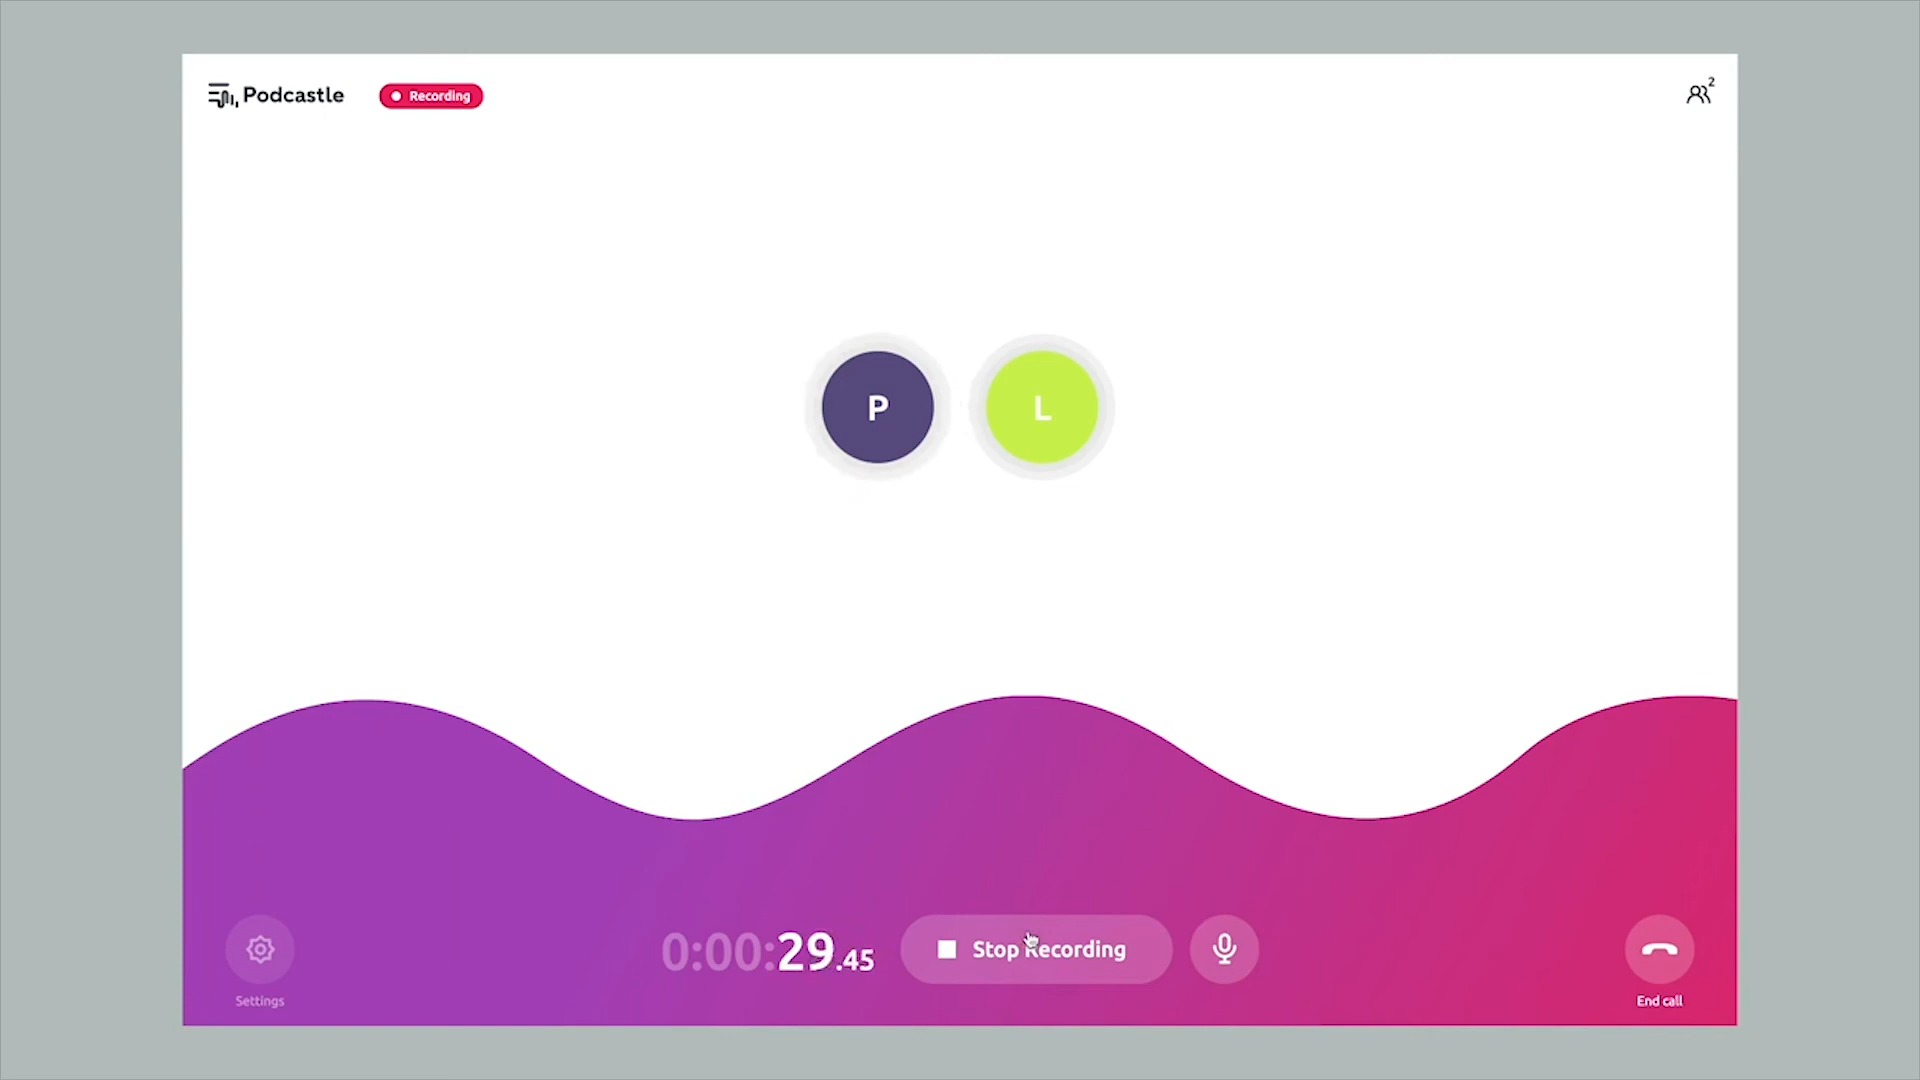 Podcastle
Recording
2
P
L
0:00:29.45
Stop Recording
Settings
End call